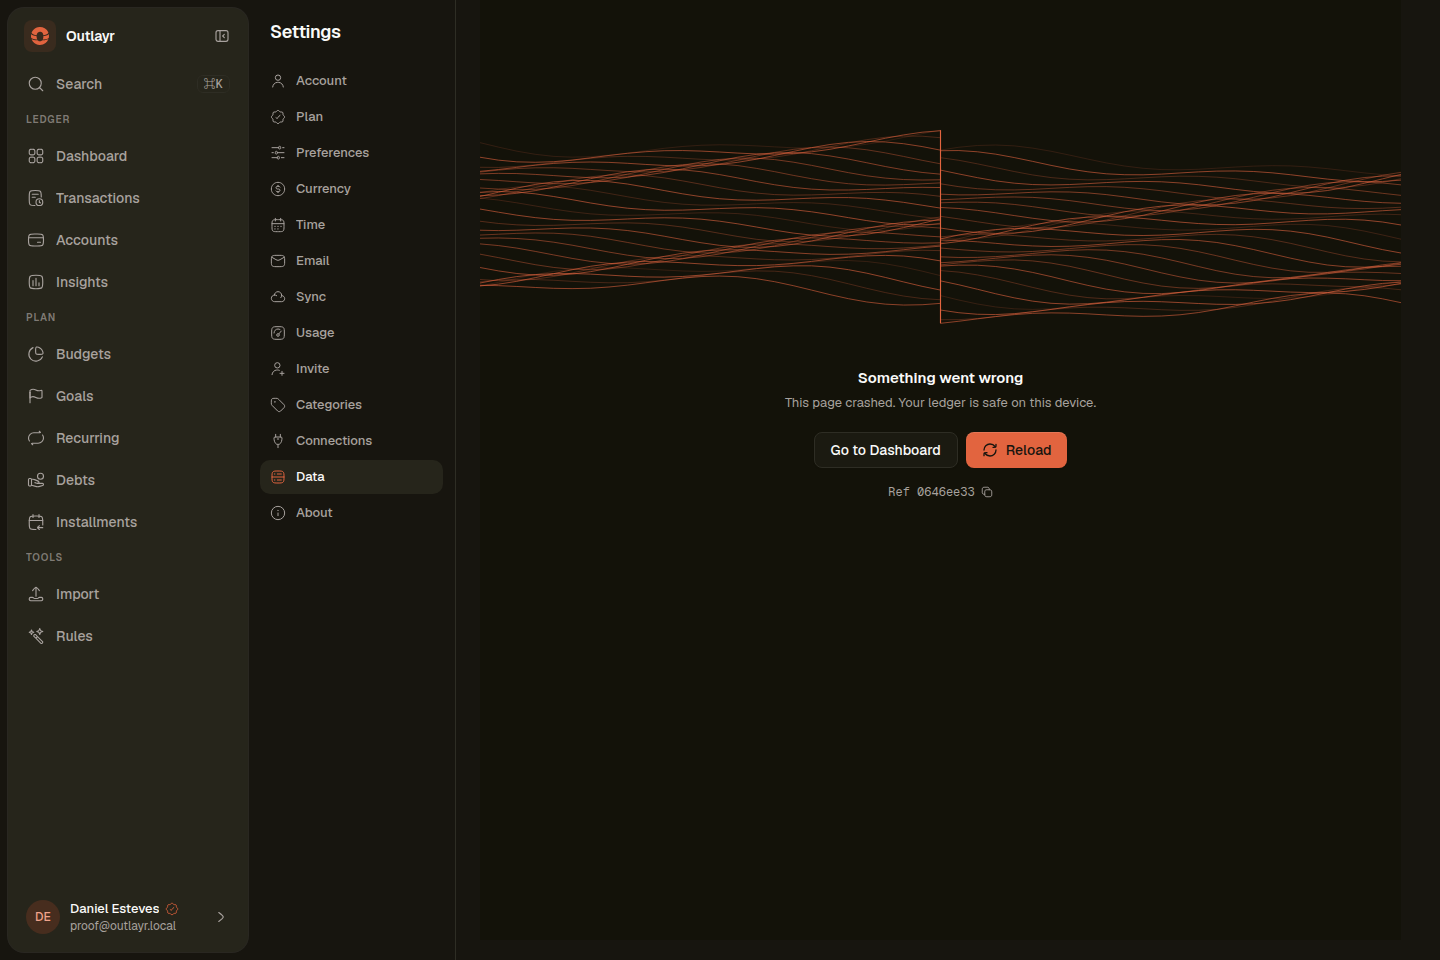 Outlayr
Search ⌘K
LEDGER
Dashboard
Transactions
Accounts
Insights
PLAN
Budgets
Goals
Recurring
Debts
Installments
TOOLS
Import
Rules
DE
Daniel Esteves
proof@outlayr.local
Settings
Account
Plan
Preferences
Currency
Time
Email
Sync
Usage
Invite
Categories
Connections
Data
About
Something went wrong
This page crashed. Your ledger is safe on this device.
Go to Dashboard
Reload
Ref 0646ee33